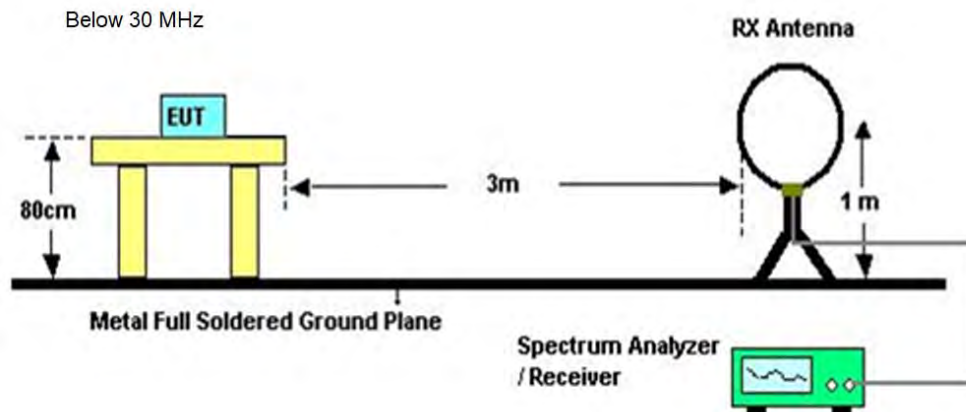 Below 30 MHz
RX Antenna
EUT
80cm
3m
1 m
Metal Full Soldered Ground Plane
Spectrum Analyzer
/ Receiver